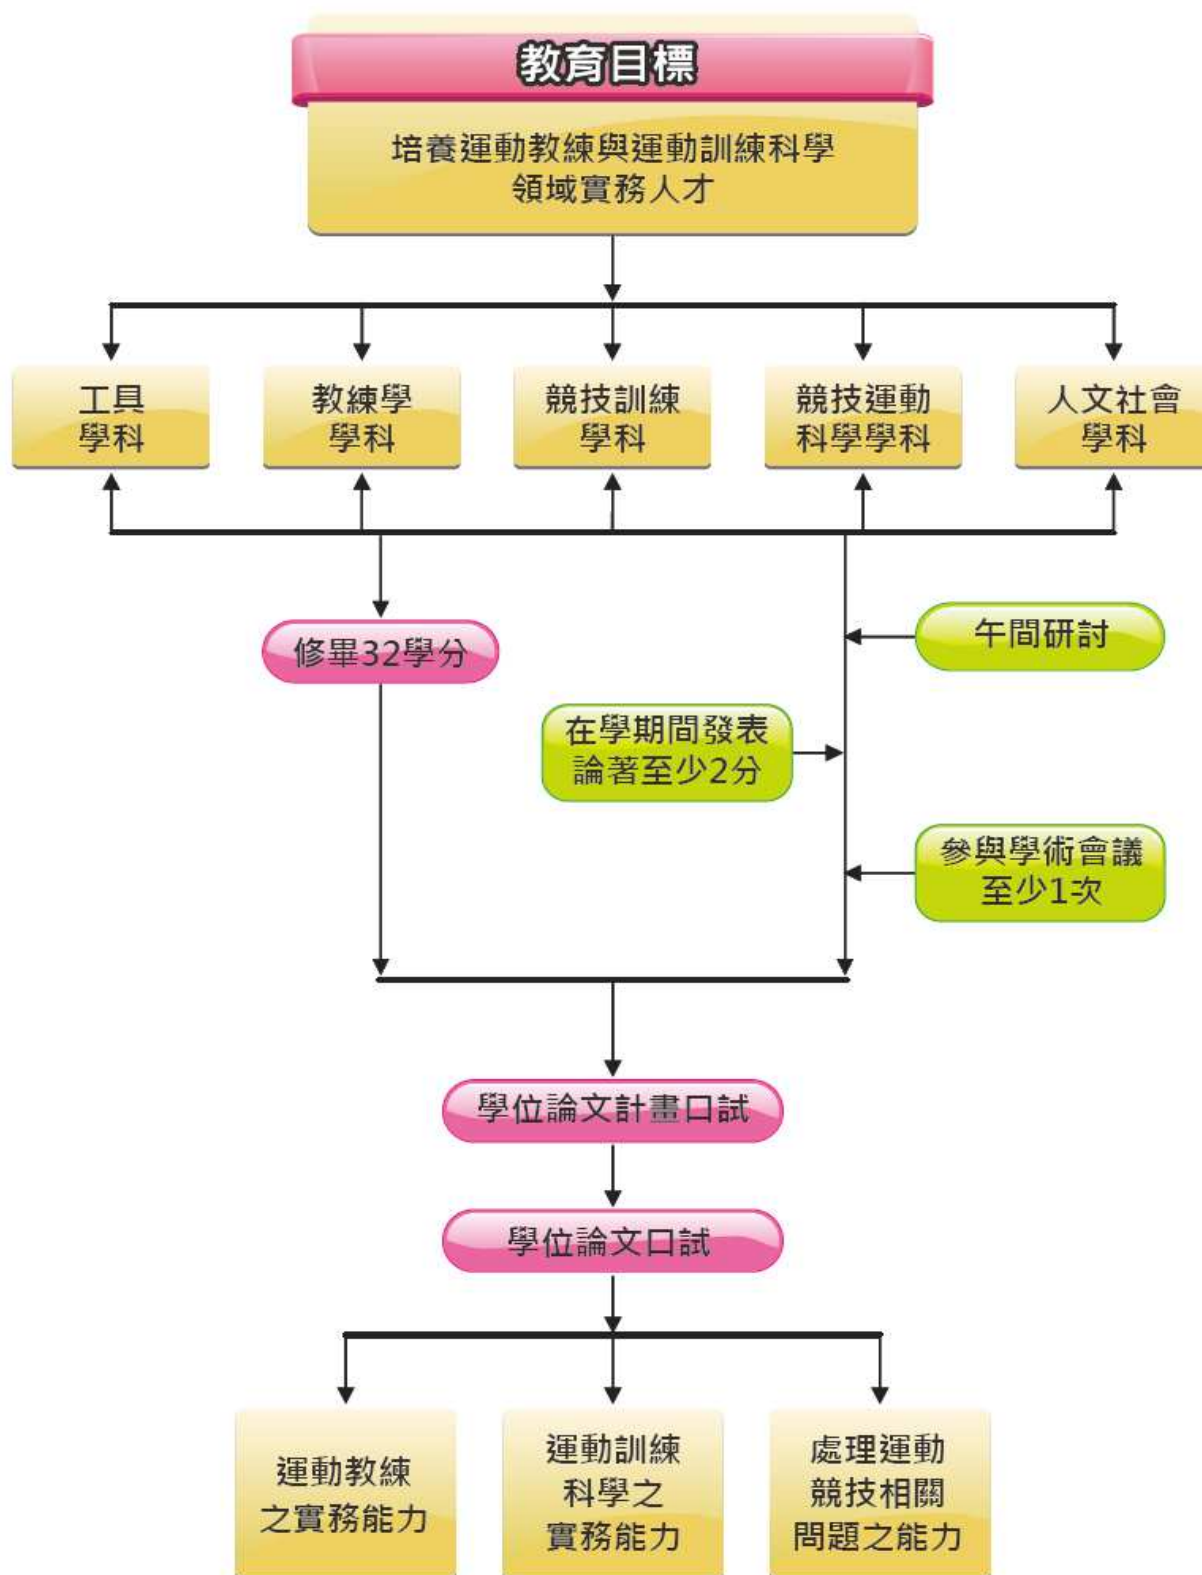 教育目標
培養運動教練與運動訓練科學
領域實務人才
工具
學科
教練學
學科
競技訓練
學科
競技運動
科學學科
人文社會
學科
修畢32學分
午間研討
在學期間發表
論著至少2分
參與學術會議
至少1次
學位論文計畫口試
學位論文口試
運動教練
之實務能力
運動訓練
科學之
實務能力
處理運動
競技相關
問題之能力